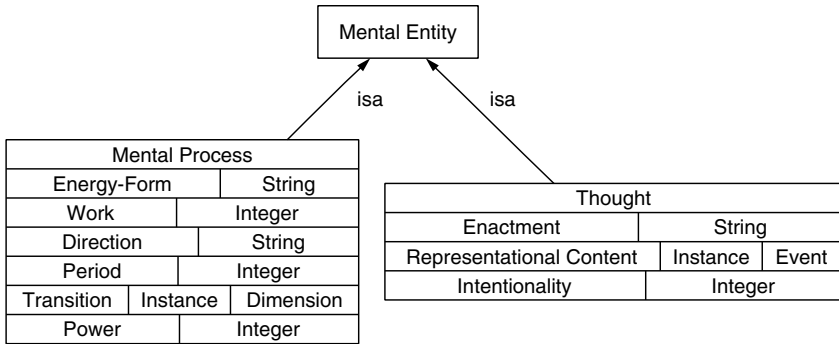 Mental Entity
isa isa
Mental Process
Energy-Form String
Work Integer
Direction String
Period Integer
Transition Instance Dimension
Power Integer
Thought
Enactment String
Representational Content Instance Event
Intentionality Integer